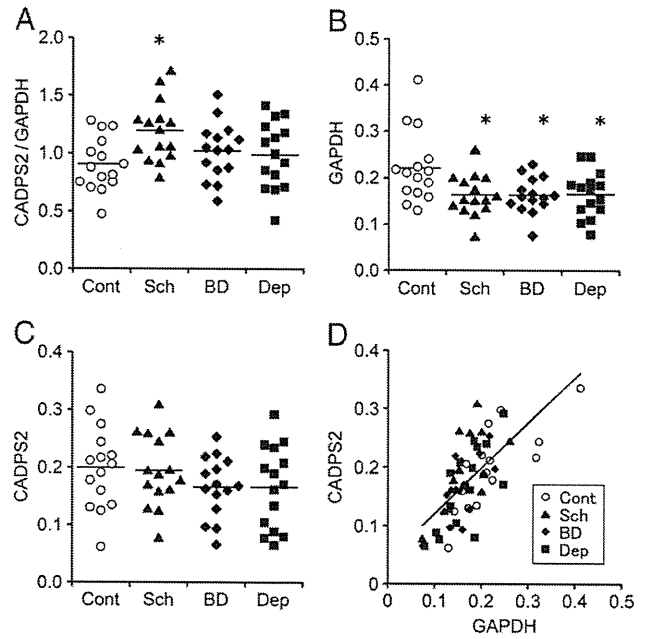 A
CADPS2 / GAPDH
2.0
1.5
1.0
0.5
0.0
*
Cont Sch BD Dep
B
GAPDH
0.5
0.4
0.3
0.2
0.1
0.0
* * *
Cont Sch BD Dep
C
CADPS2
0.4
0.3
0.2
0.1
0.0
Cont Sch BD Dep
D
CADPS2
0.4
0.3
0.2
0.1
0
0 0.1 0.2 0.3 0.4 0.5
GAPDH
Cont
Sch
BD
Dep